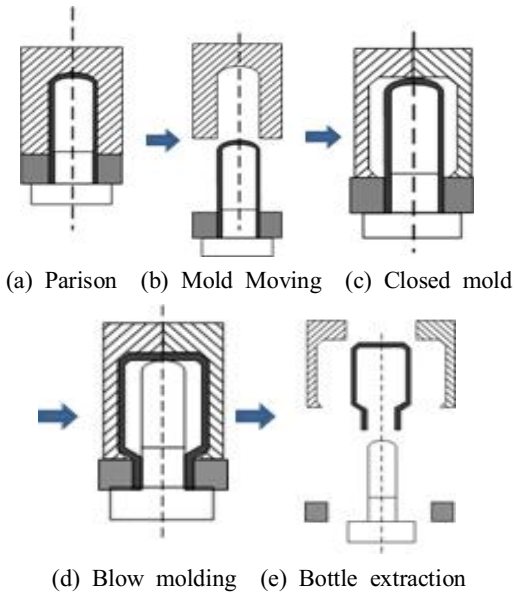 (a) Parison (b) Mold Moving (c) Closed mold
(d) Blow molding (e) Bottle extraction